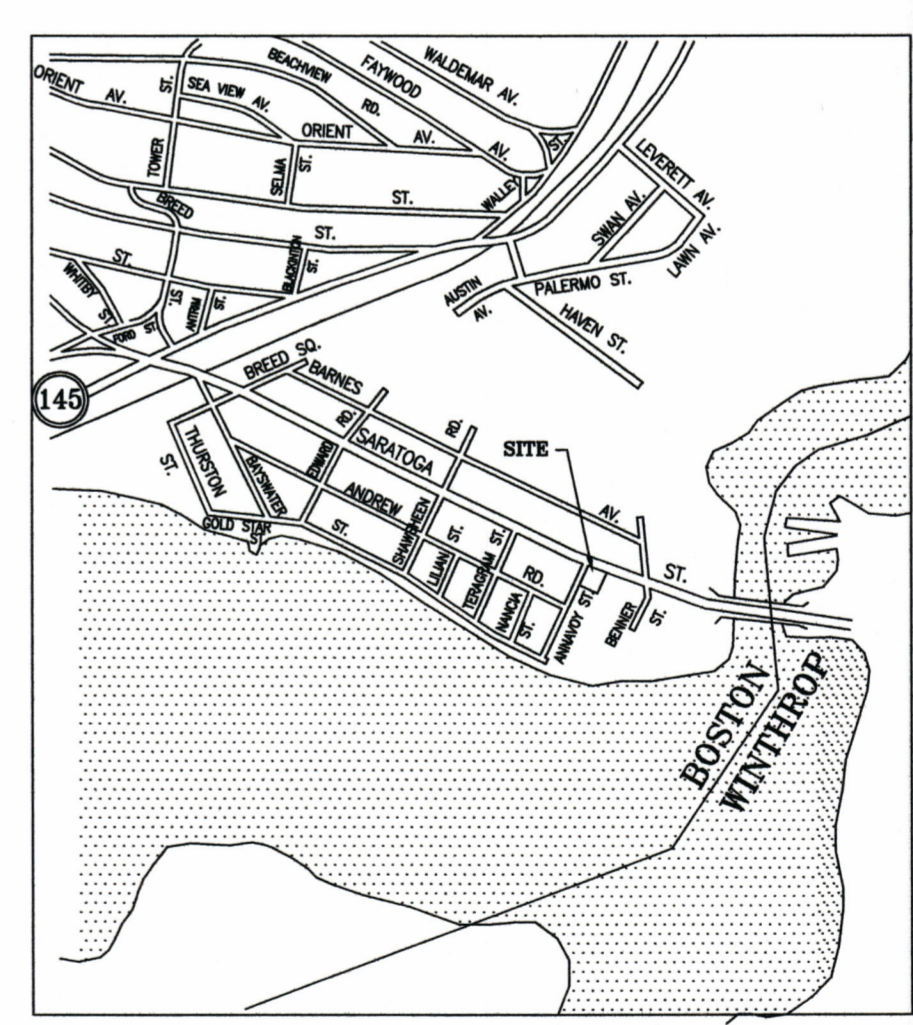 WALDEMAR AV.
FAYWOOD AV.
BEACHVIEW RD.
ORIENT AV.
SEA VIEW AV.
ORIENT AV.
ST.
TOWER ST.
SELMA ST.
ST.
WALLEY
LEVERETT AV.
SWAN AV.
LAWN AV.
BREED
ST.
ST.
BLACKINTON ST.
WHITBY ST.
ANTRIM ST.
ST.
FORD ST.
AUSTIN AV.
PALERMO ST.
HAVEN ST.
145
BREED SQ.
BARNES AV.
RD.
RD.
SARATOGA ST.
SITE
THURSTON ST.
BAYSWATER ST.
EDWARD
ANDREW RD.
SHAWSHEEN
GOLD STAR
ST.
LILIAN ST.
TERAGRAM ST.
NANCIA ST.
ANNAVOY ST.
BENNER ST.
BOSTON
WINTHROP